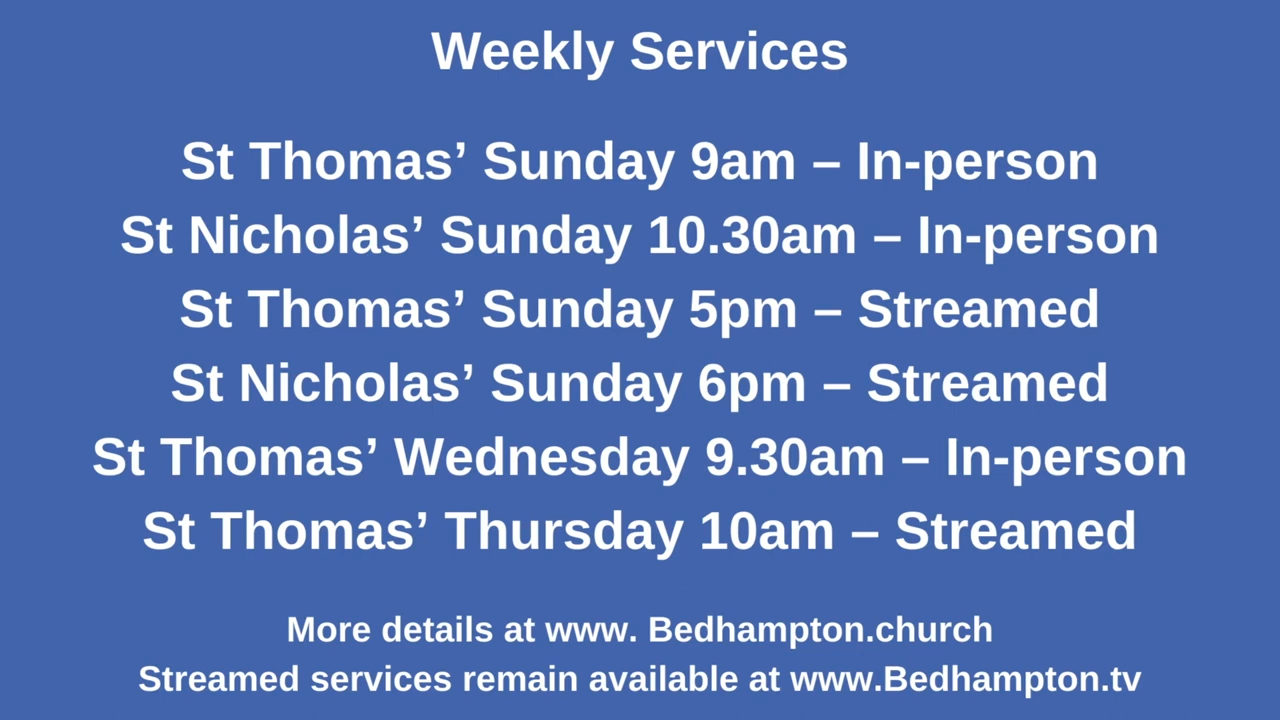 Weekly Services
St Thomas’ Sunday 9am – In-person
St Nicholas’ Sunday 10.30am – In-person
St Thomas’ Sunday 5pm – Streamed
St Nicholas’ Sunday 6pm – Streamed
St Thomas’ Wednesday 9.30am – In-person
St Thomas’ Thursday 10am – Streamed
More details at www. Bedhampton.church
Streamed services remain available at www.Bedhampton.tv